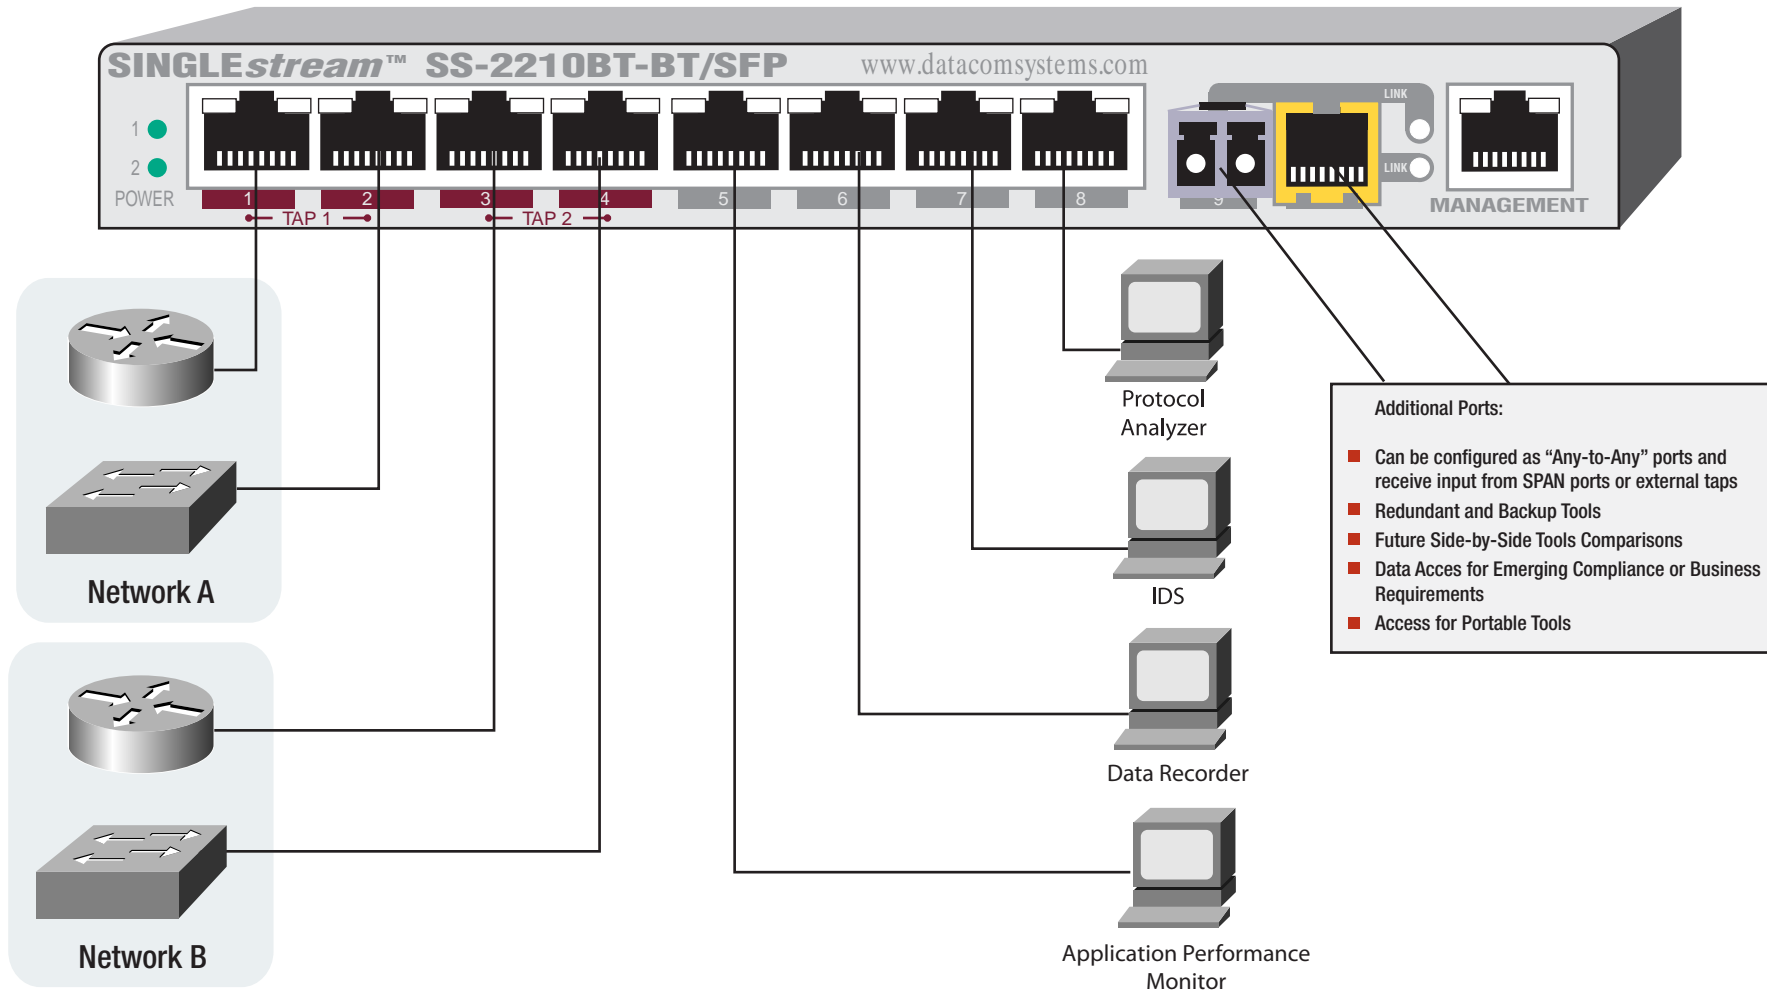 SINGLEstream™ SS-2210BT-BT/SFP www.datacomsystems.com
LINK
1
2
LINK
POWER
1 2 3 4 5 6 7 8 9
MANAGEMENT
TAP 1 TAP 2
Protocol
Analyzer
IDS
Data Recorder
Application Performance
Monitor
Network A
Network B
Additional Ports:
Can be configured as “Any-to-Any” ports and
receive input from SPAN ports or external taps
Redundant and Backup Tools
Future Side-by-Side Tools Comparisons
Data Acces for Emerging Compliance or Business
Requirements
Access for Portable Tools